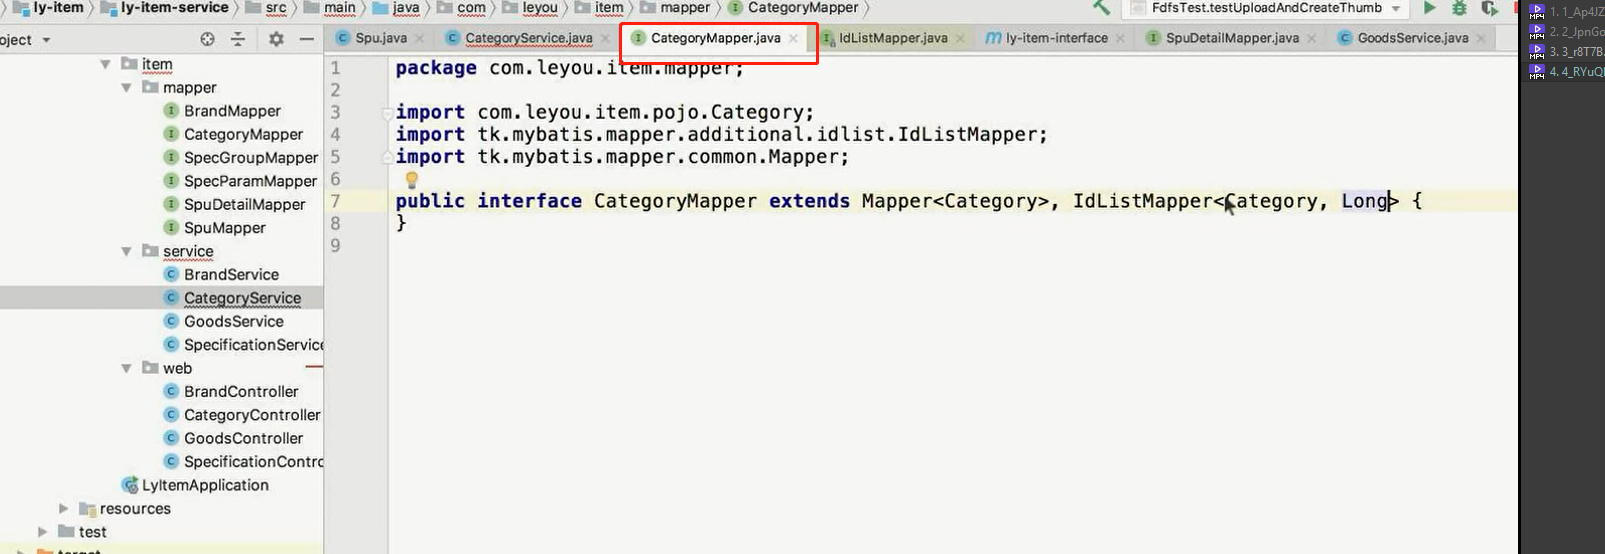 ly-item ly-item-service src main java com leyou item mapper CategoryMapper FdfsTest.testUploadAndCreateThumb
oject
Spu.java CategoryService.java CategoryMapper.java IdListMapper.java ly-item-interface SpuDetailMapper.java GoodsService.java
item
mapper
BrandMapper
CategoryMapper
SpecGroupMapper
SpecParamMapper
SpuDetailMapper
SpuMapper
service
BrandService
CategoryService
GoodsService
SpecificationService
web
BrandController
CategoryController
GoodsController
SpecificationContro
LyItemApplication
resources
test
target
1 package com.leyou.item.mapper;
2
3 import com.leyou.item.pojo.Category;
4 import tk.mybatis.mapper.additional.idlist.IdListMapper;
5 import tk.mybatis.mapper.common.Mapper;
6
7 public interface CategoryMapper extends Mapper<Category>, IdListMapper<Category, Long> {
8 }
9
MP4 1. 1_Ap4JZ
MP4 2. 2_JpnGo
MP4 3. 3_r8T7B
MP4 4. 4_RYuQ